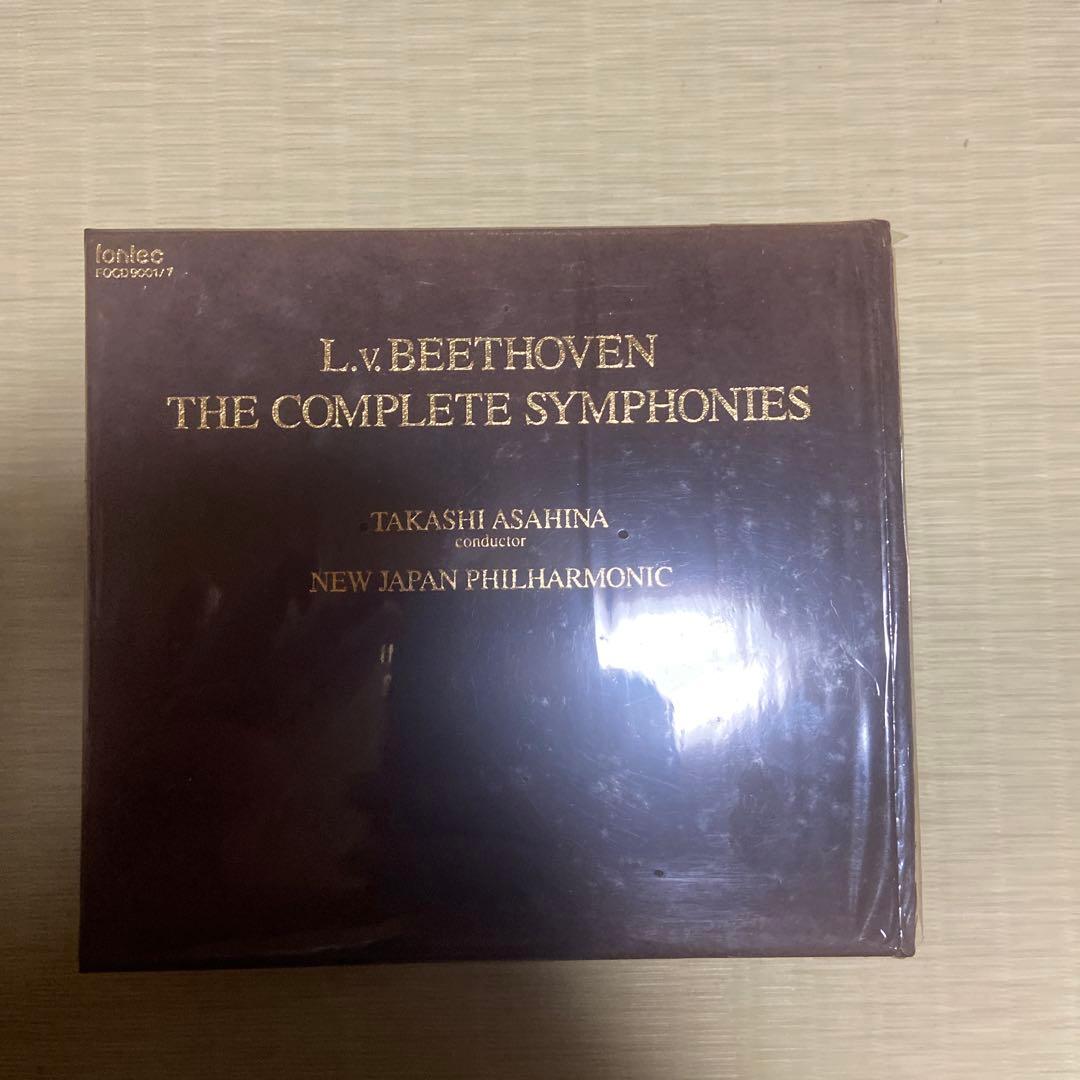 fontec
FOCD 9001/7
L.v. BEETHOVEN
THE COMPLETE SYMPHONIES
TAKASHI ASAHINA
conductor
NEW JAPAN PHILHARMONIC